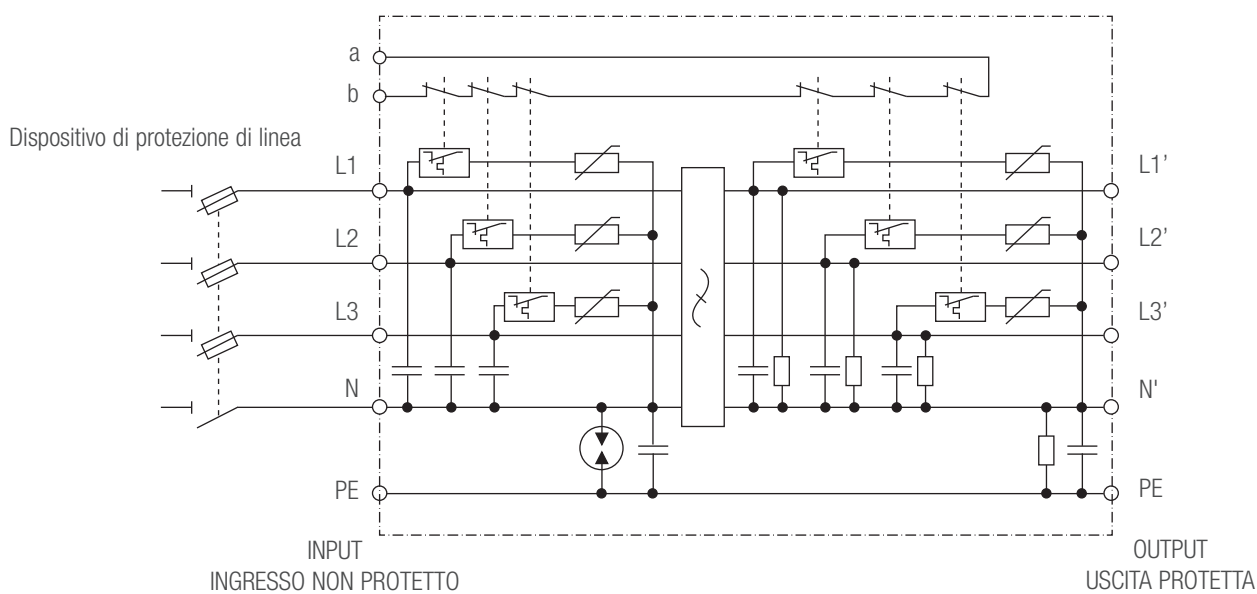 a
b
Dispositivo di protezione di linea
L1
L1’
L2
L2’
L3
L3’
N
N'
PE
PE
INPUT
INGRESSO NON PROTETTO
OUTPUT
USCITA PROTETTA